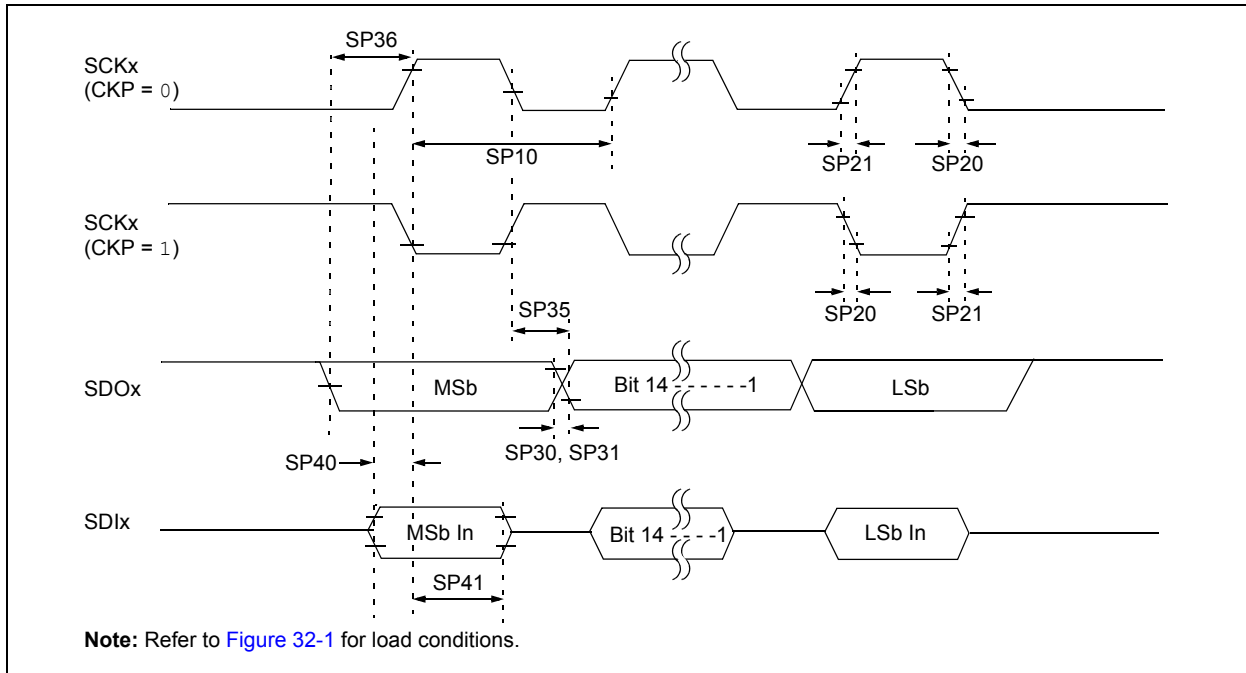 SP36
SCKx
(CKP = 0)
SP10
SP21
SP20
SCKx
(CKP = 1)
SP35
SP20
SP21
SDOx
MSb
Bit 14 - - - - - -1
LSb
SP40
SP30, SP31
SDIx
MSb In
Bit 14 - - - -1
LSb In
SP41
Note: Refer to Figure 32-1 for load conditions.